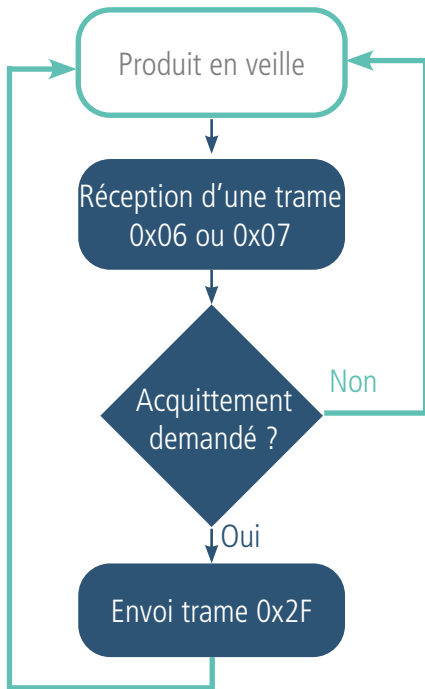 Produit en veille
Réception d’une trame
0x06 ou 0x07
Acquittement
demandé ?
Non
Oui
Envoi trame 0x2F